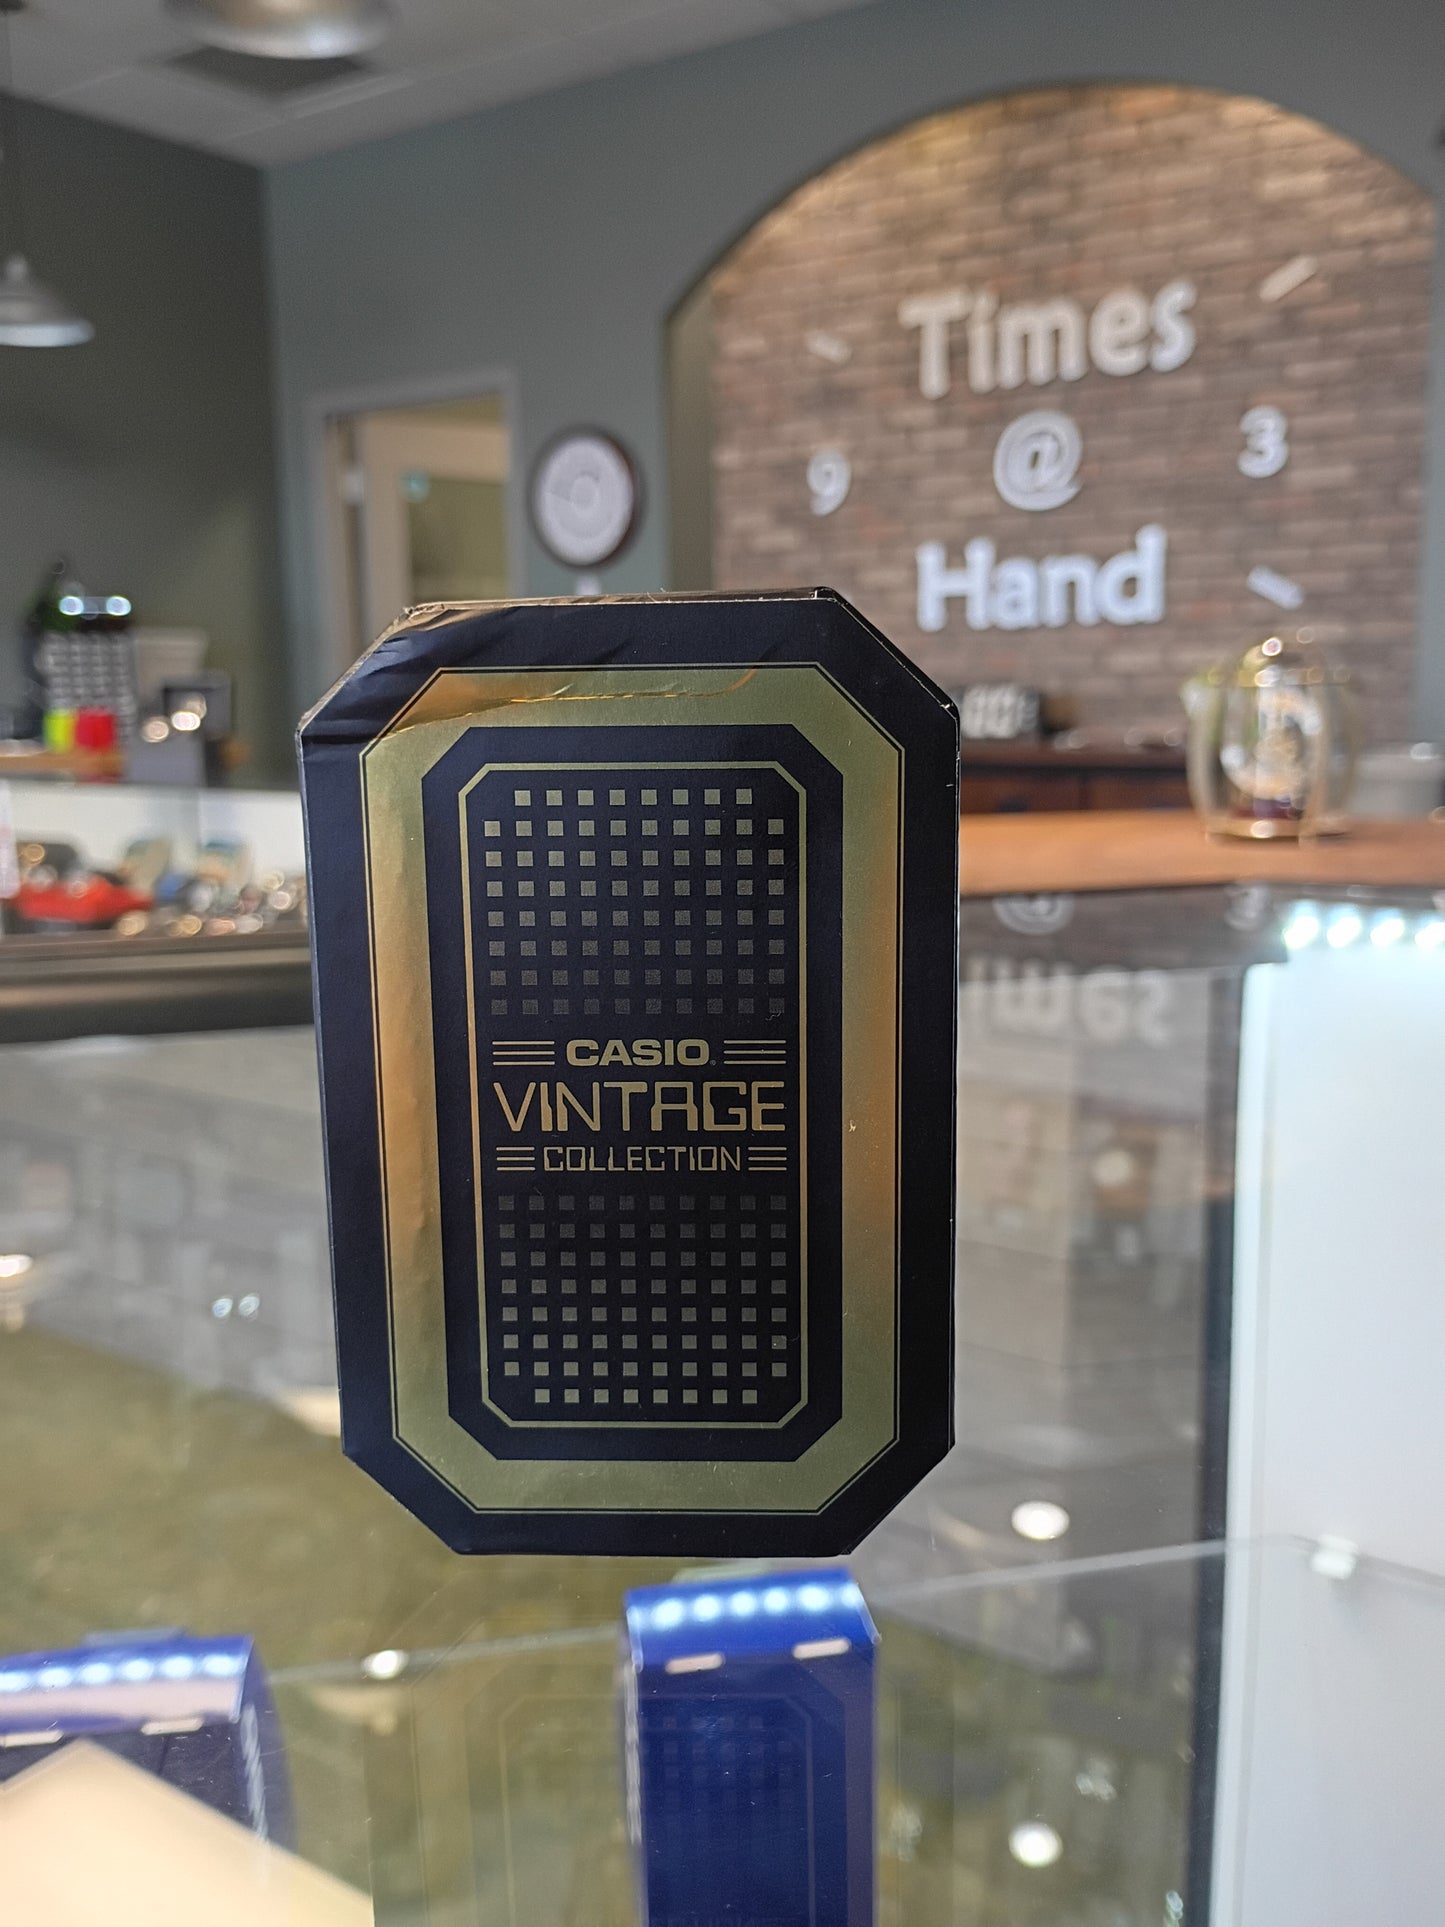 Times
@
9
3
Hand
CASIO
VINTAGE
COLLECTION